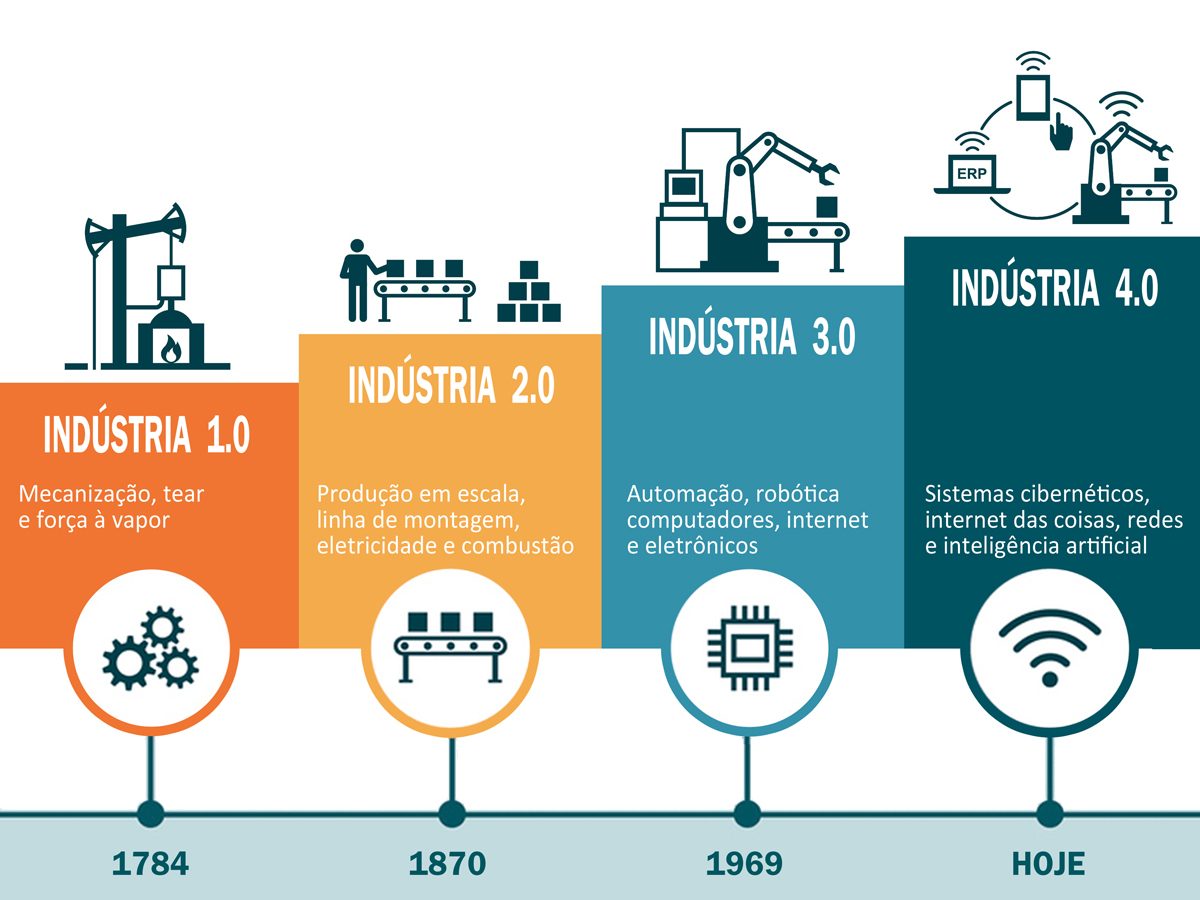 ERP
INDÚSTRIA 1.0
Mecanização, tear
e força à vapor
INDÚSTRIA 2.0
Produção em escala,
linha de montagem,
eletricidade e combustão
INDÚSTRIA 3.0
Automação, robótica
computadores, internet
e eletrônicos
INDÚSTRIA 4.0
Sistemas cibernéticos,
internet das coisas, redes
e inteligência artificial
1784
1870
1969
HOJE